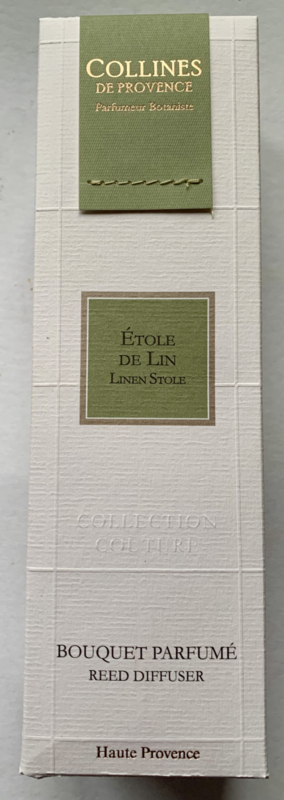 COLLINES
DE PROVENCE
Parfumeur Botaniste
ÉTOLE
DE LIN
LINEN STOLE
COLLECTION
COUTURE
BOUQUET PARFUMÉ
REED DIFFUSER
Haute Provence